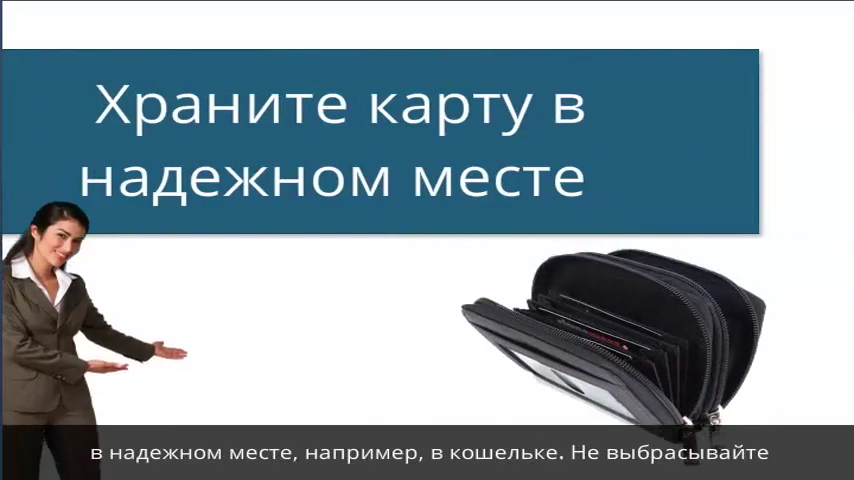 Храните карту в
надежном месте
в надежном месте, например, в кошельке. Не выбрасывайте